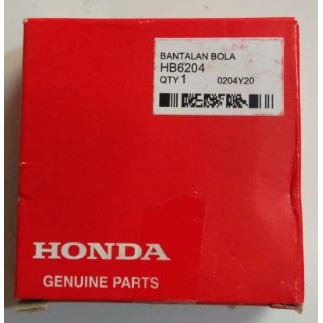 BANTALAN BOLA
HB6204
QTY 1 0204Y20
HONDA
GENUINE PARTS